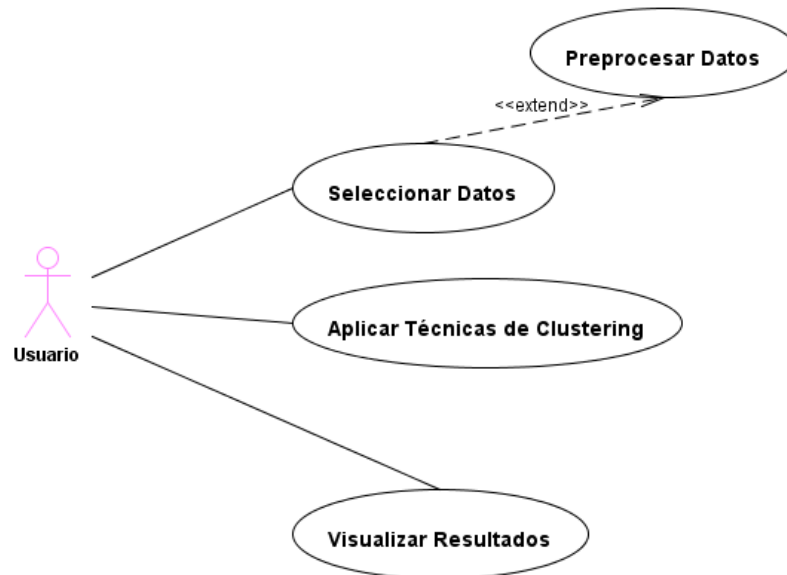 Preprocesar Datos
<<extend>>
Seleccionar Datos
Aplicar Técnicas de Clustering
Usuario
Visualizar Resultados